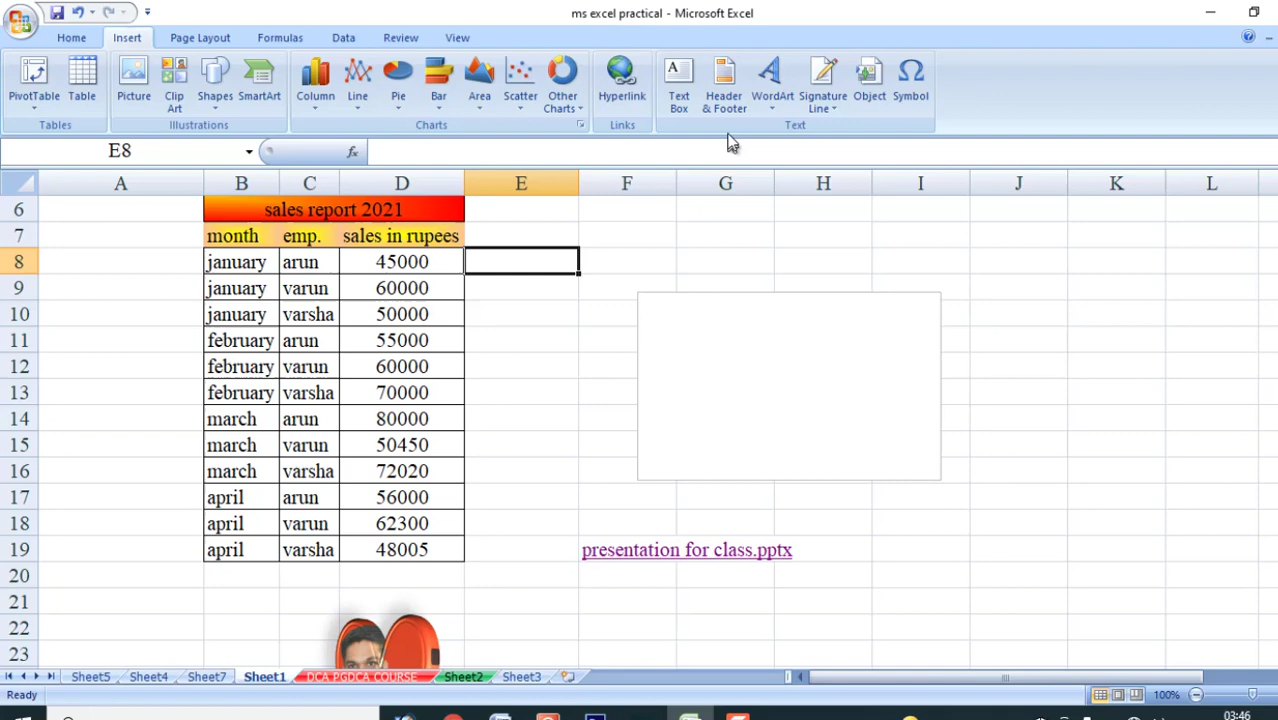 ms excel practical - Microsoft Excel
Home Insert Page Layout Formulas Data Review View
PivotTable Table Picture Clip Art Shapes SmartArt Column Line Pie Bar Area Scatter Other Charts Hyperlink Text Box Header & Footer WordArt Signature Line Object Symbol
Tables Illustrations Charts Links Text
E8 fx
A B C D E F G H I J K L
6 sales report 2021
7 month emp. sales in rupees
8 january arun 45000
9 january varun 60000
10 january varsha 50000
11 february arun 55000
12 february varun 60000
13 february varsha 70000
14 march arun 80000
15 march varun 50450
16 march varsha 72020
17 april arun 56000
18 april varun 62300
19 april varsha 48005 presentation for class.pptx
20
21
22
23
Sheet5 Sheet4 Sheet7 Sheet1 DCA PGDCA COURSE Sheet2 Sheet3
Ready 100%
03:46